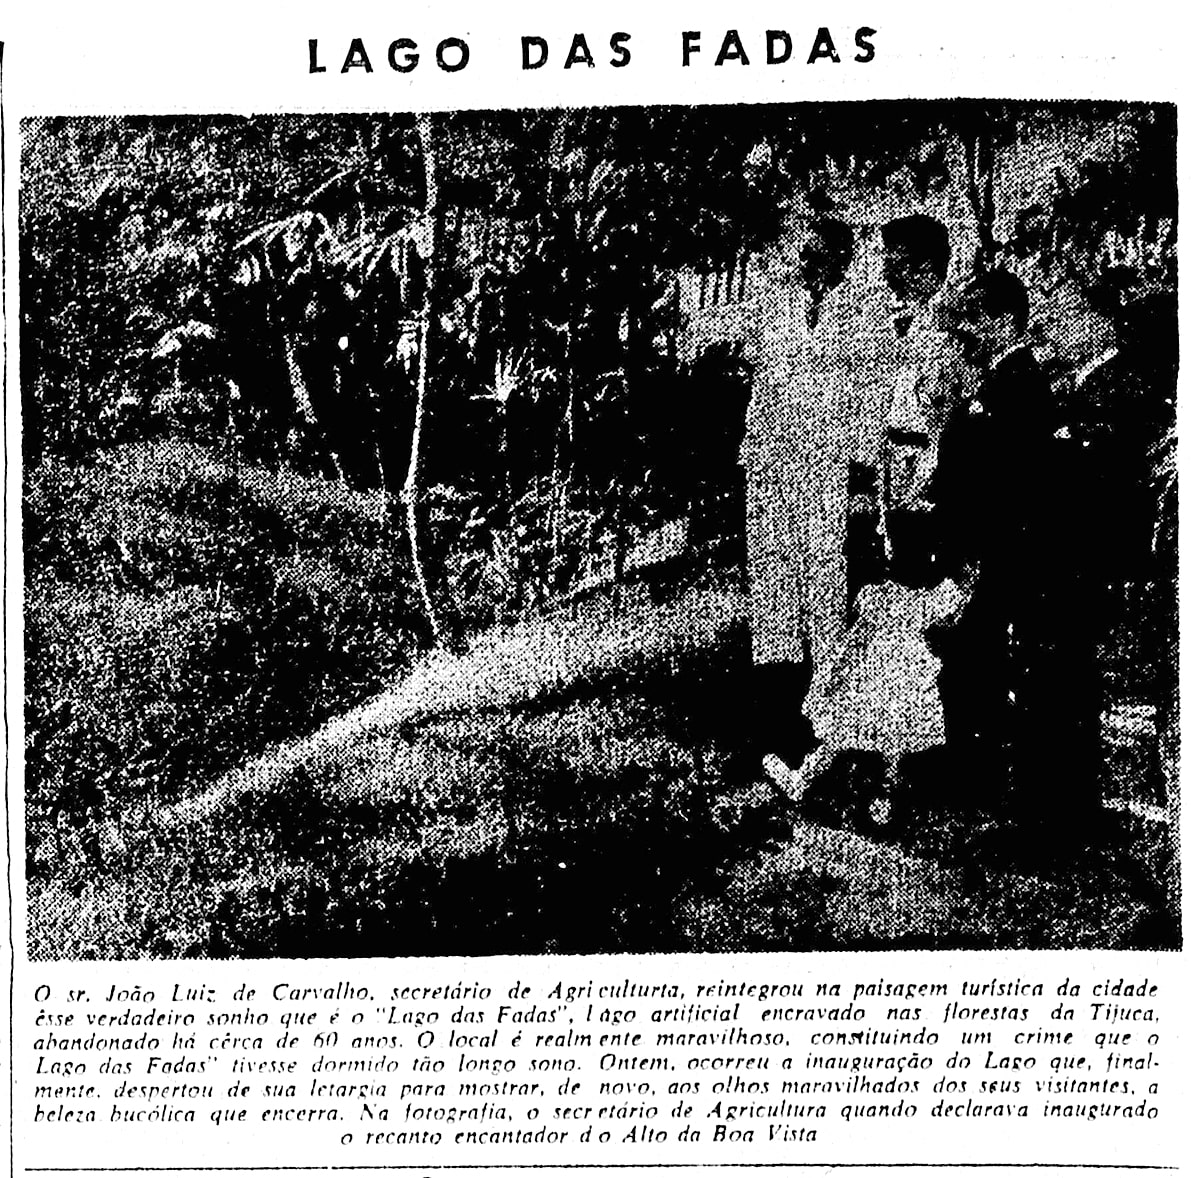 LAGO DAS FADAS
O sr. João Luiz de Carvalho, secretário de Agriculturta, reintegrou na paisagem turística da cidade
êsse verdadeiro sonho que é o "Lago das Fadas", lago artificial encravado nas florestas da Tijuca,
abandonado há cêrca de 60 anos. O local é realmente maravilhoso, constituindo um crime que o
Lago das Fadas" tivesse dormido tão longo sono. Ontem, ocorreu a inauguração do Lago que, final-
mente, despertou de sua letargia para mostrar, de novo, aos olhos maravilhados dos seus visitantes, a
beleza bucólica que encerra. Na fotografia, o secretário de Agricultura quando declarava inaugurado
o recanto encantador do Alto da Boa Vista